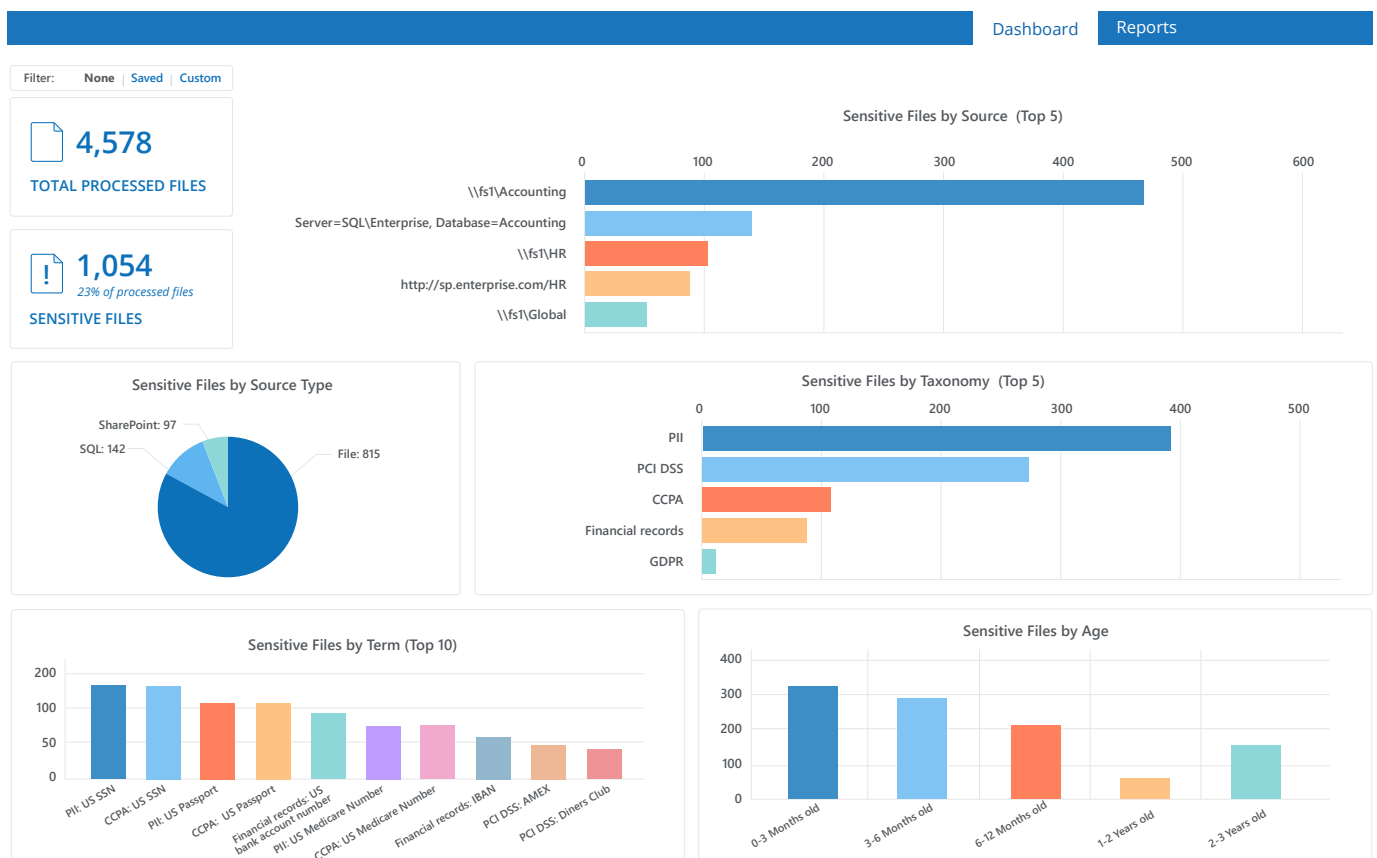 Dashboard
Reports
Filter: None | Saved | Custom
4,578
TOTAL PROCESSED FILES
!
1,054
23% of processed files
SENSITIVE FILES
Sensitive Files by Source (Top 5)
0 100 200 300 400 500 600
\\fs1\Accounting
Server=SQL\Enterprise, Database=Accounting
\\fs1\HR
http://sp.enterprise.com/HR
\\fs1\Global
Sensitive Files by Source Type
SharePoint: 97
SQL: 142
File: 815
Sensitive Files by Taxonomy (Top 5)
0 100 200 300 400 500
PII
PCI DSS
CCPA
Financial records
GDPR
Sensitive Files by Term (Top 10)
200
100
50
0
PII: US SSN
CCPA: US SSN
PII: US Passport
CCPA: US Passport
Financial records: US
bank account number
PII: US Medicare Number
CCPA: US Medicare Number
Financial records: IBAN
PCI DSS: AMEX
PCI DSS: Diners Club
Sensitive Files by Age
400
300
200
100
0
0-3 Months old
3-6 Months old
6-12 Months old
1-2 Years old
2-3 Years old